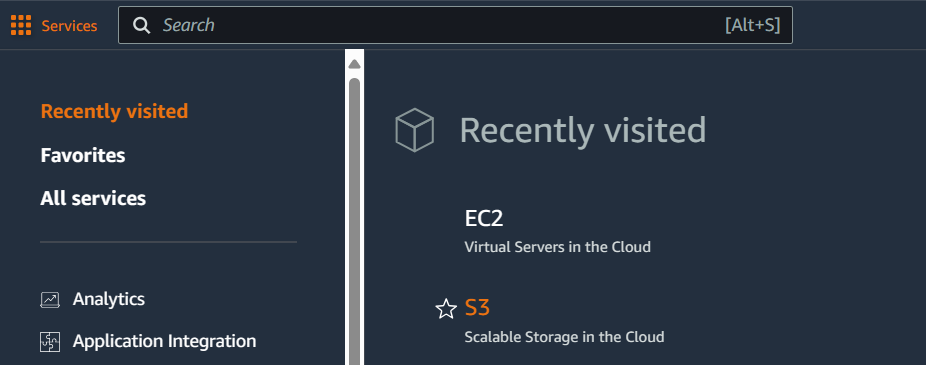 Services
Search [Alt+S]
Recently visited
Favorites
All services
Analytics
Application Integration
Recently visited
EC2
Virtual Servers in the Cloud
S3
Scalable Storage in the Cloud